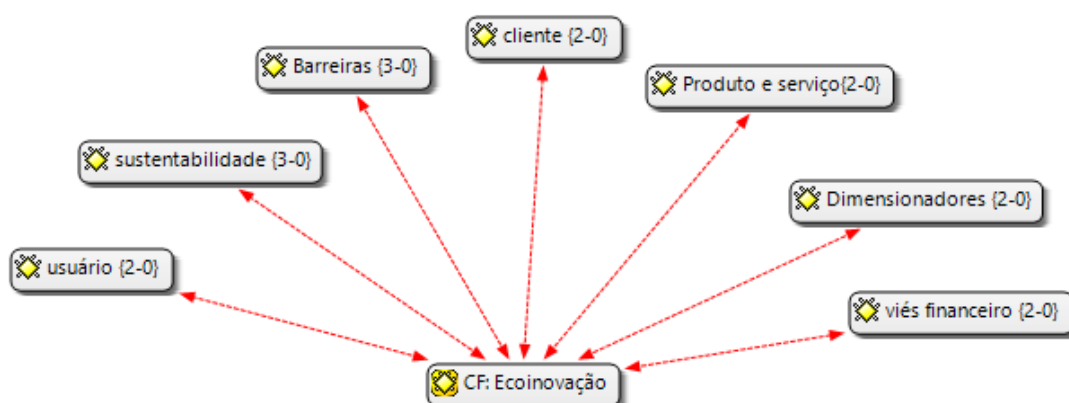 cliente {2-0}
Barreiras {3-0}
Produto e serviço{2-0}
sustentabilidade {3-0}
Dimensionadores {2-0}
usuário {2-0}
viés financeiro {2-0}
CF: Ecoinovação